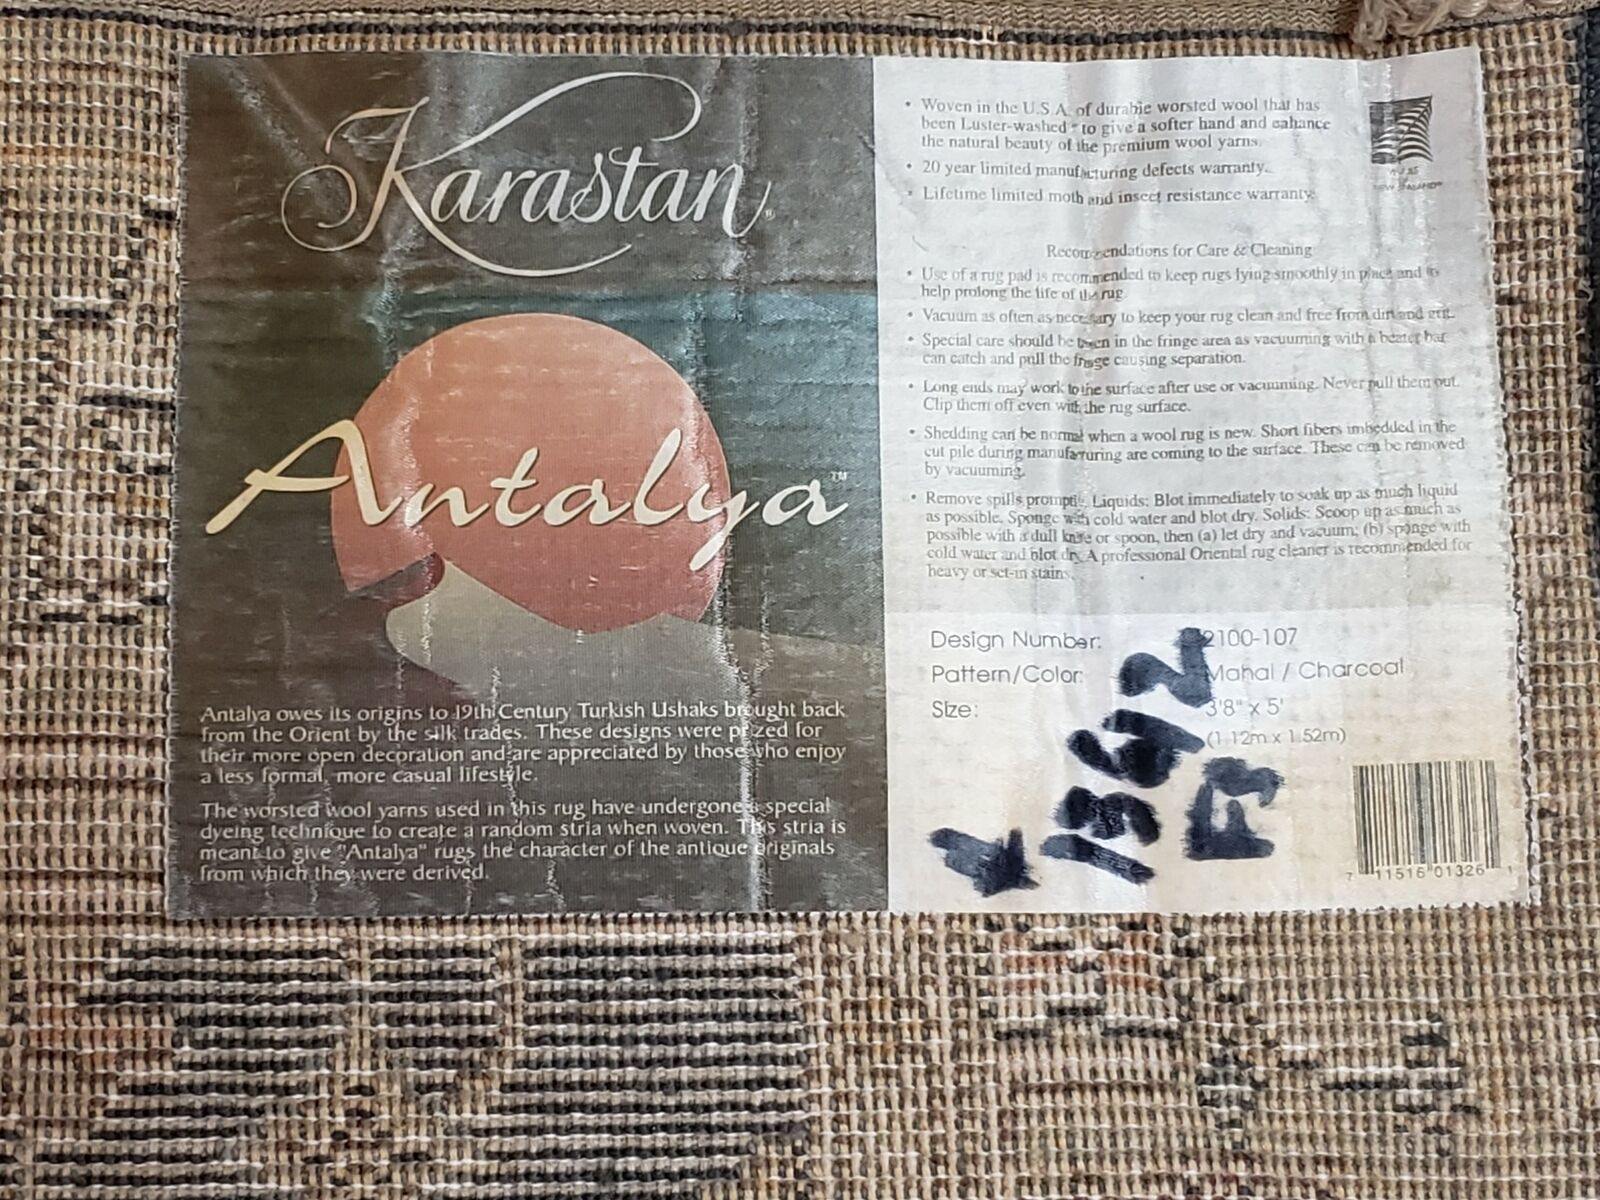 Karastan®
Antalya™
Antalya owes its origins to 19th Century Turkish Ushaks brought back
from the Orient by the silk trades. These designs were prized for
their more open decoration and are appreciated by those who enjoy
a less formal, more casual lifestyle.
The worsted wool yarns used in this rug have undergone special
dyeing technique to create a random stria when woven. This stria is
meant to give "Antalya" rugs the character of the antique originals
from which they were derived.
• Woven in the U.S.A. of durable worsted wool that has
been Luster-washed to give a softer hand and enhance
the natural beauty of the premium wool yarns.
• 20 year limited manufacturing defects warranty.
• Lifetime limited moth and insect resistance warranty.
NEW ZEALAND
Recommendations for Care & Cleaning
• Use of a rug pad is recommended to keep rugs lying smoothly in place and to
help prolong the life of the rug.
• Vacuum as often as necessary to keep your rug clean and free from dirt and grit.
• Special care should be taken in the fringe area as vacuuming with a beater bar
can catch and pull the fringe causing separation.
• Long ends may work to the surface after use or vacuuming. Never pull them out.
Clip them off even with the rug surface.
• Shedding can be normal when a wool rug is new. Short fibers imbedded in the
cut pile during manufacturing are coming to the surface. These can be removed
by vacuuming.
• Remove spills promptly. Liquids: Blot immediately to soak up as much liquid
as possible. Sponge with cold water and blot dry. Solids: Scoop up as much as
possible with a dull knife or spoon, then (a) let dry and vacuum; (b) sponge with
cold water and blot dry. A professional Oriental rug cleaner is recommended for
heavy or set-in stains.
Design Number: 2100-107
Pattern/Color: Mahal / Charcoal
Size: 3'8" x 5'
(1.12m x 1.52m)
7 11516 01326 1